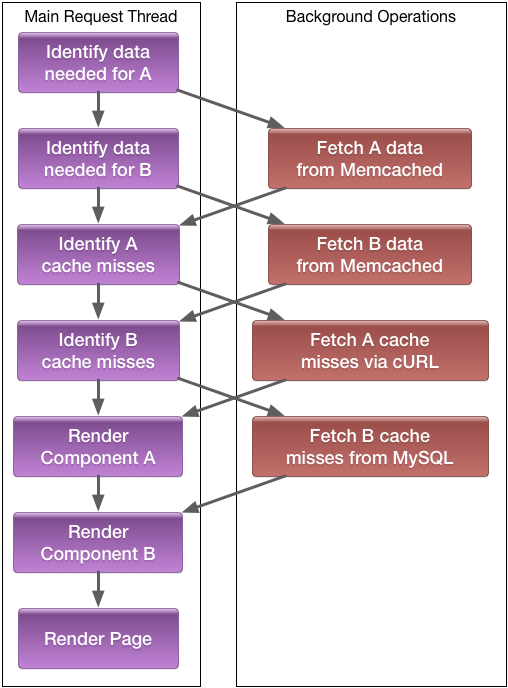 Main Request Thread
Background Operations
Identify data
needed for A
Identify data
needed for B
Fetch A data
from Memcached
Identify A
cache misses
Fetch B data
from Memcached
Identify B
cache misses
Fetch A cache
misses via cURL
Render
Component A
Fetch B cache
misses from MySQL
Render
Component B
Render Page